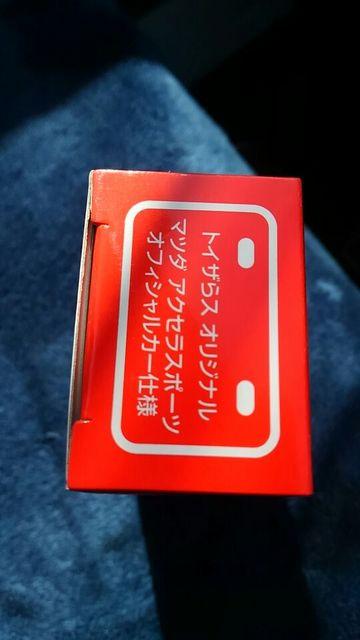 トイザらス オリジナル
マツダ アクセラスポーツ
オフィシャルカー仕様